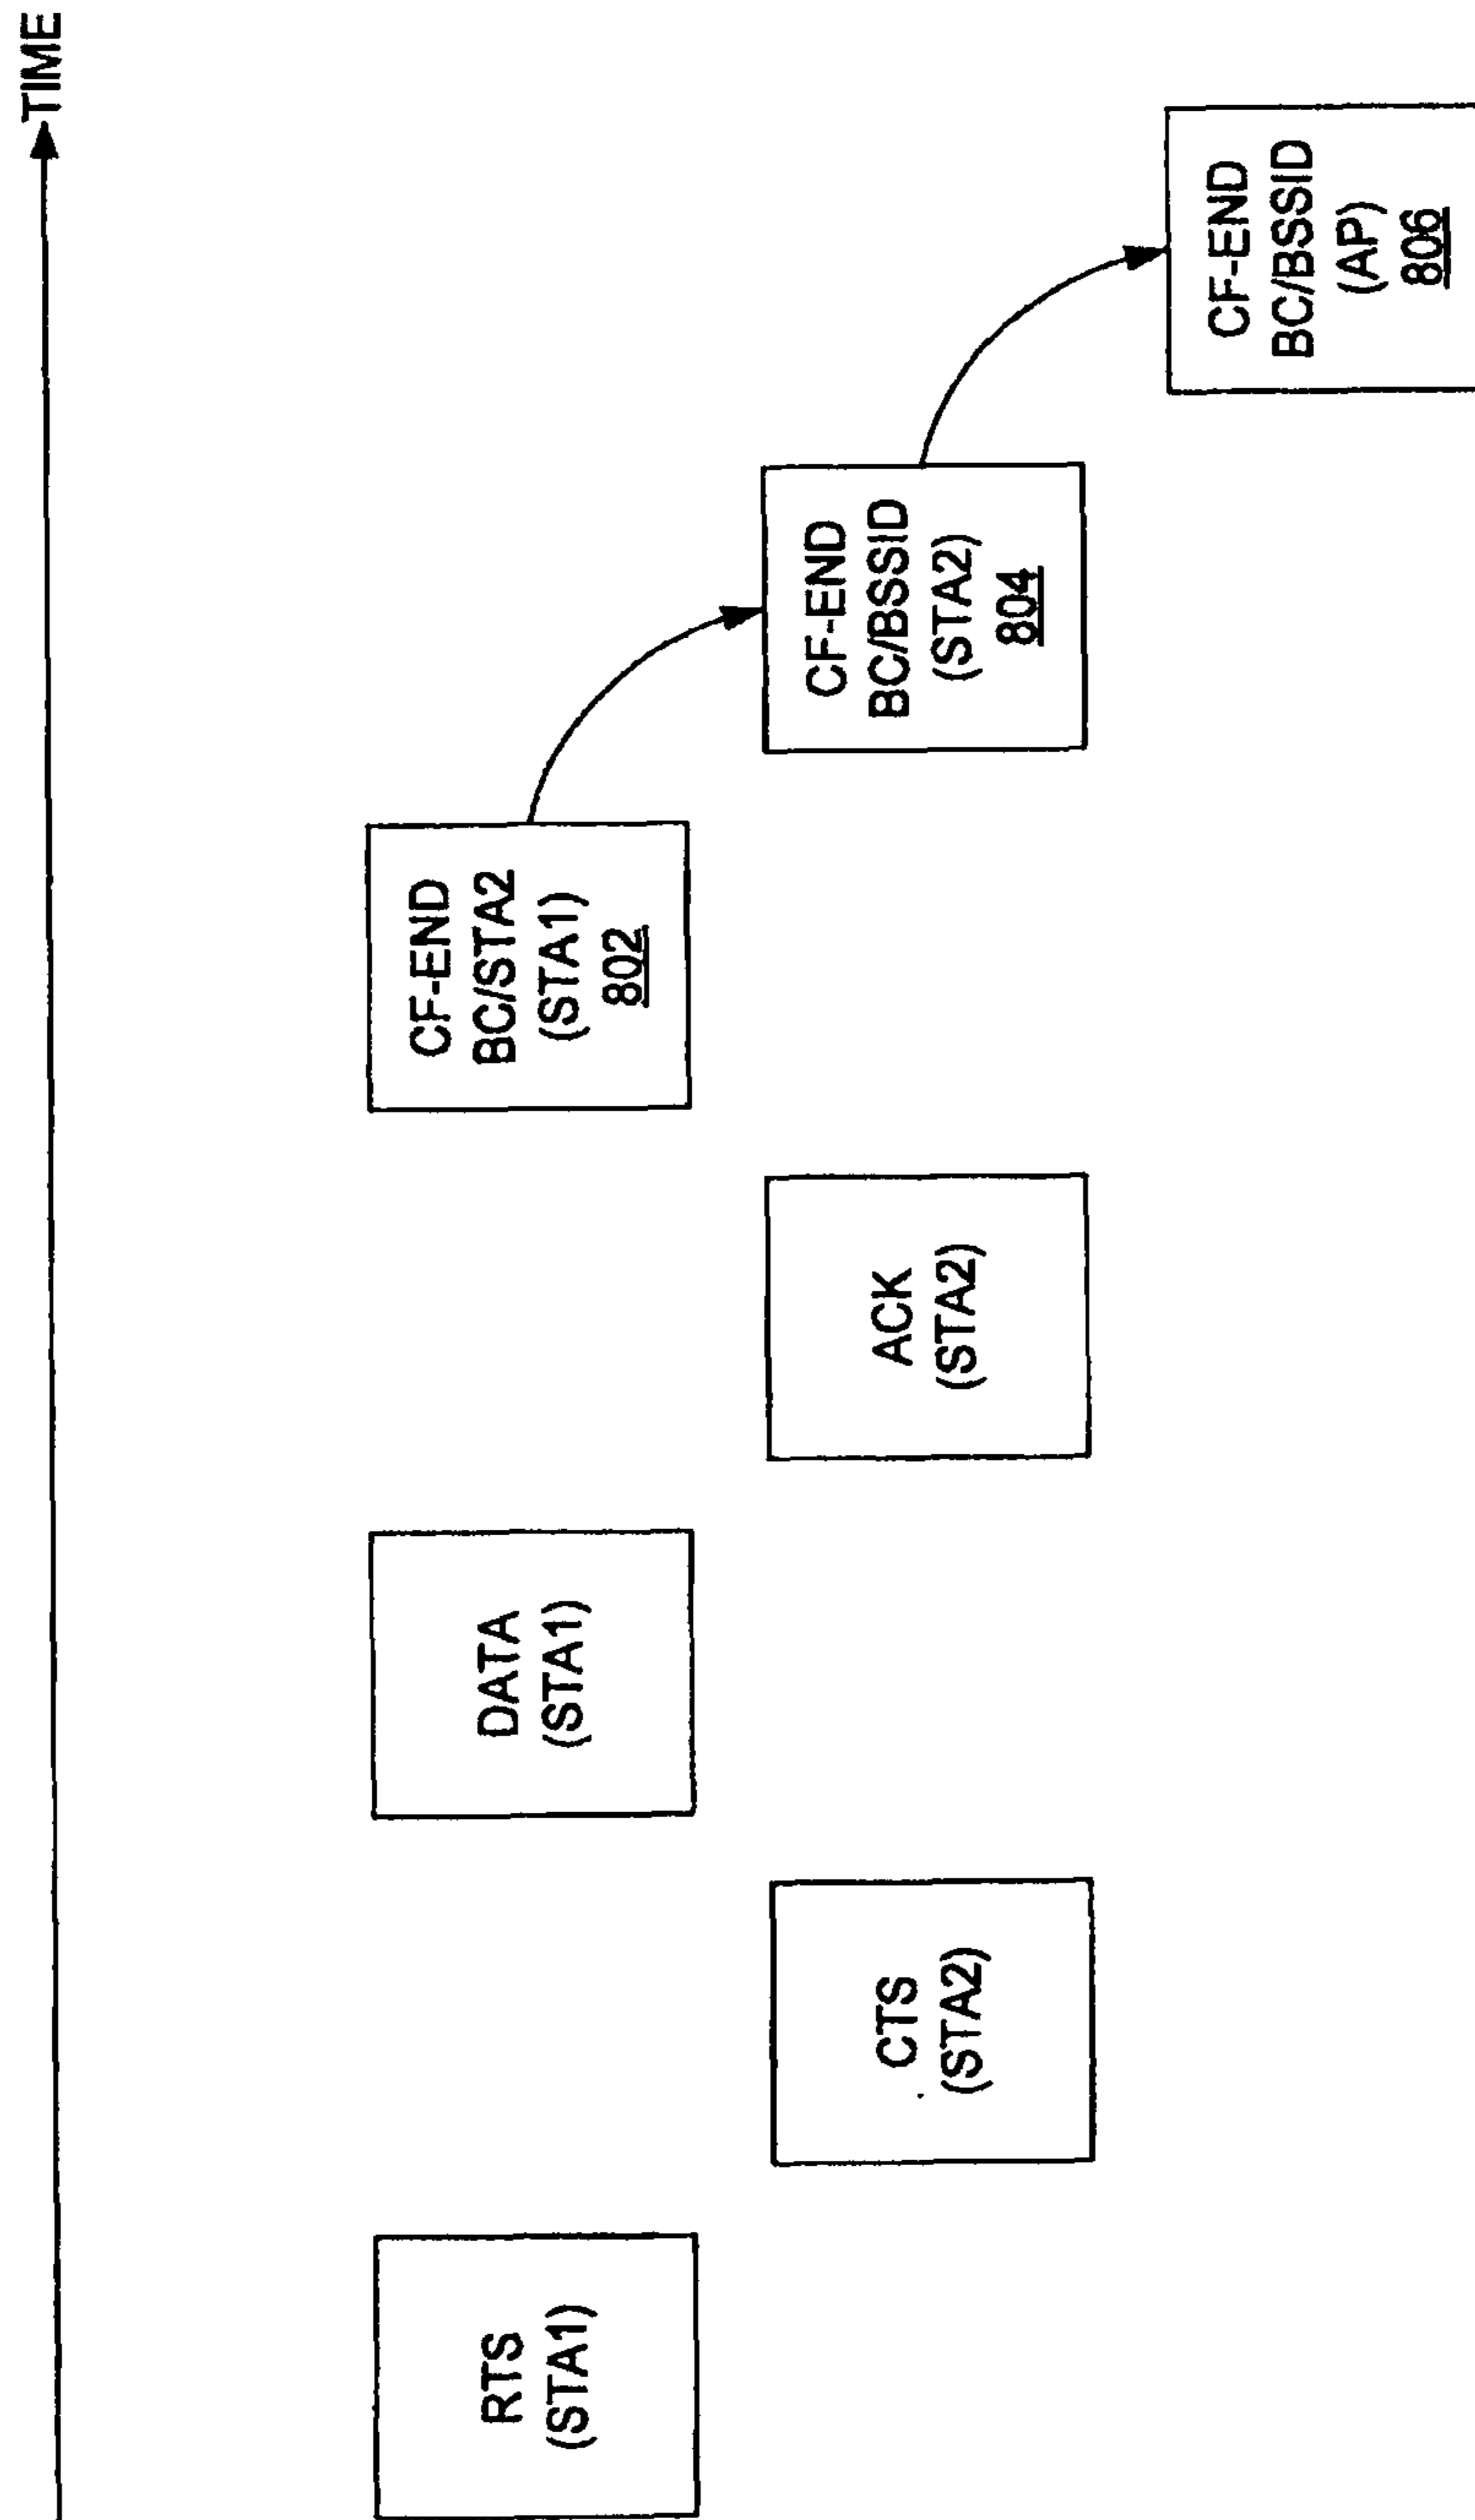 TIME
RTS
(STA1)
CTS
(STA2)
DATA
(STA1)
ACK
(STA2)
CF-END
BC/STA2
(STA1)
802
CF-END
BC/BSSID
(STA2)
804
CF-END
BC/BSSID
(AP)
806